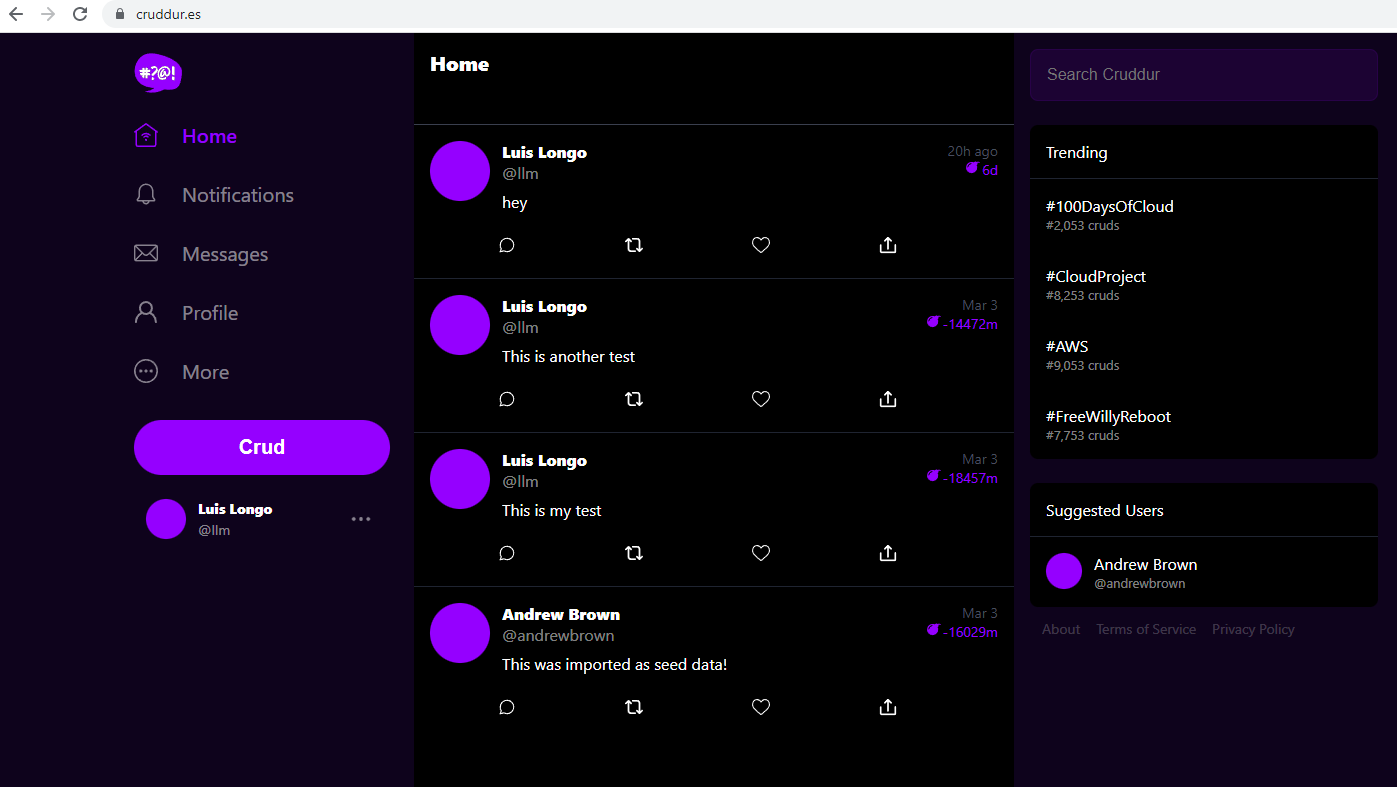 cruddur.es
#?@!
Home
Notifications
Messages
Profile
More
Crud
Luis Longo
@llm
Home
Luis Longo
@llm
20h ago
6d
hey
Luis Longo
@llm
Mar 3
-14472m
This is another test
Luis Longo
@llm
Mar 3
-18457m
This is my test
Andrew Brown
@andrewbrown
Mar 3
-16029m
This was imported as seed data!
Search Cruddur
Trending
#100DaysOfCloud
#2,053 cruds
#CloudProject
#8,253 cruds
#AWS
#9,053 cruds
#FreeWillyReboot
#7,753 cruds
Suggested Users
Andrew Brown
@andrewbrown
About Terms of Service Privacy Policy